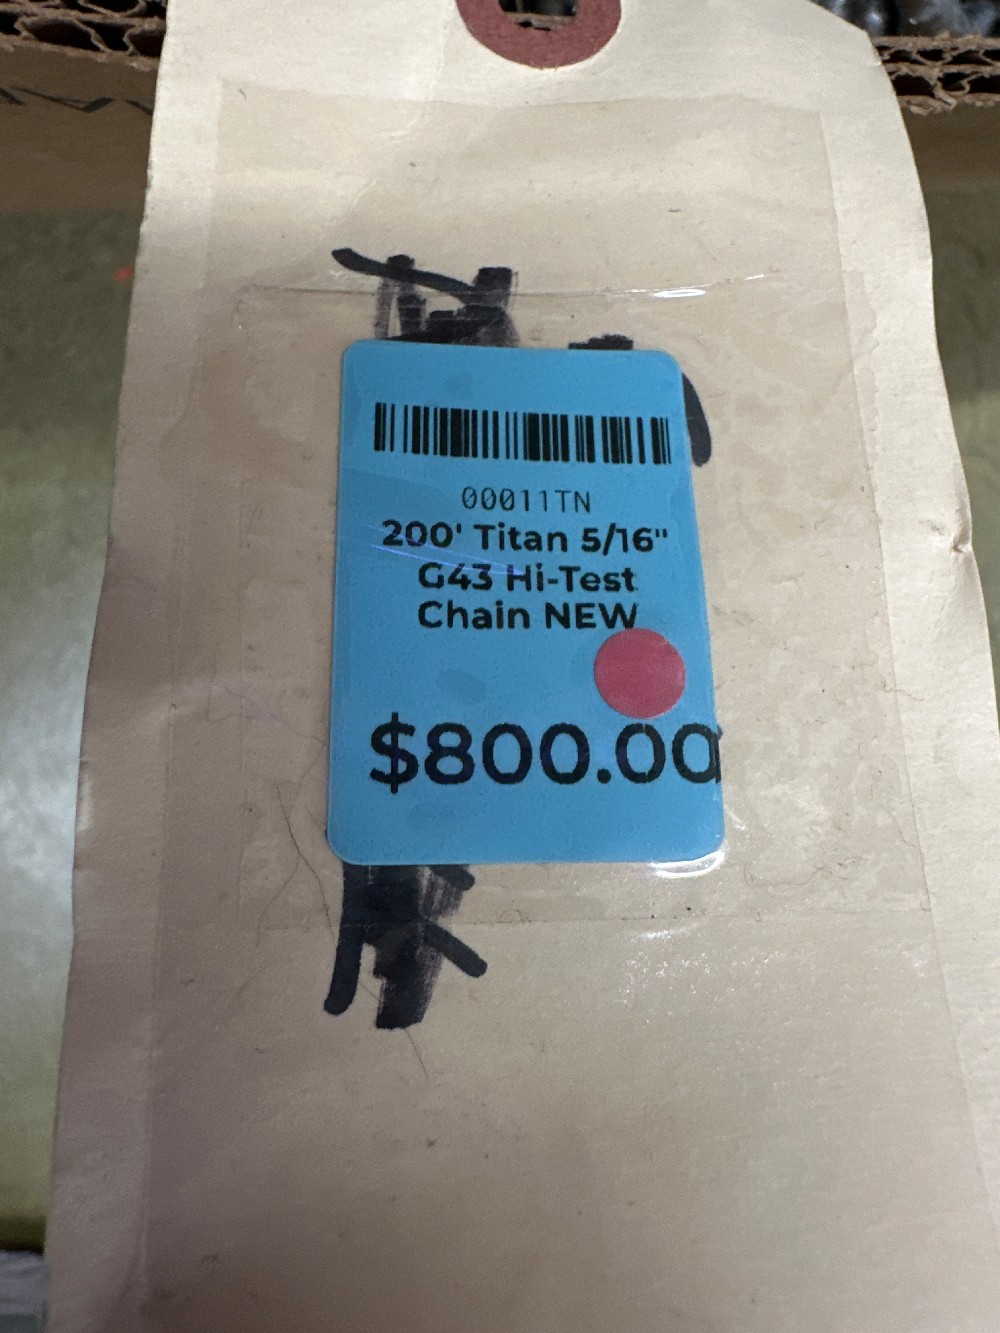 00011TN
200' Titan 5/16"
G43 Hi-Test
Chain NEW
$800.00